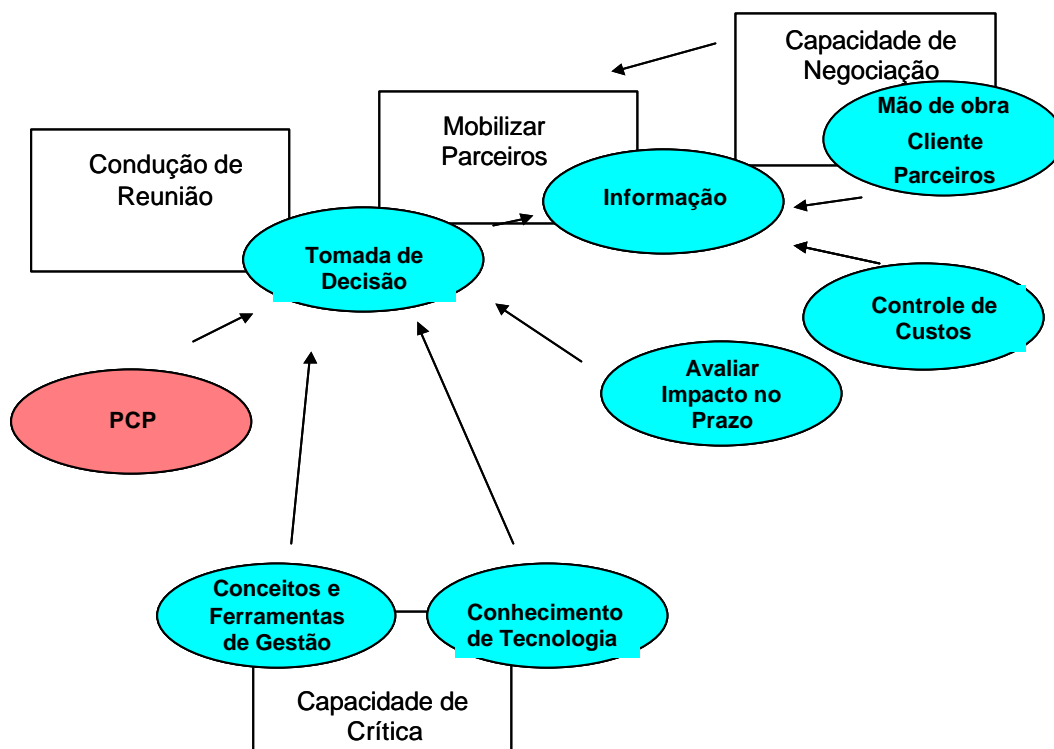 Capacidade de
Negociação
Mão de obra
Cliente
Parceiros
Mobilizar
Parceiros
Condução de
Reunião
Informação
Tomada de
Decisão
Controle de
Custos
Avaliar
Impacto no
Prazo
PCP
Conceitos e
Ferramentas
de Gestão
Conhecimento
de Tecnologia
Capacidade de
Crítica